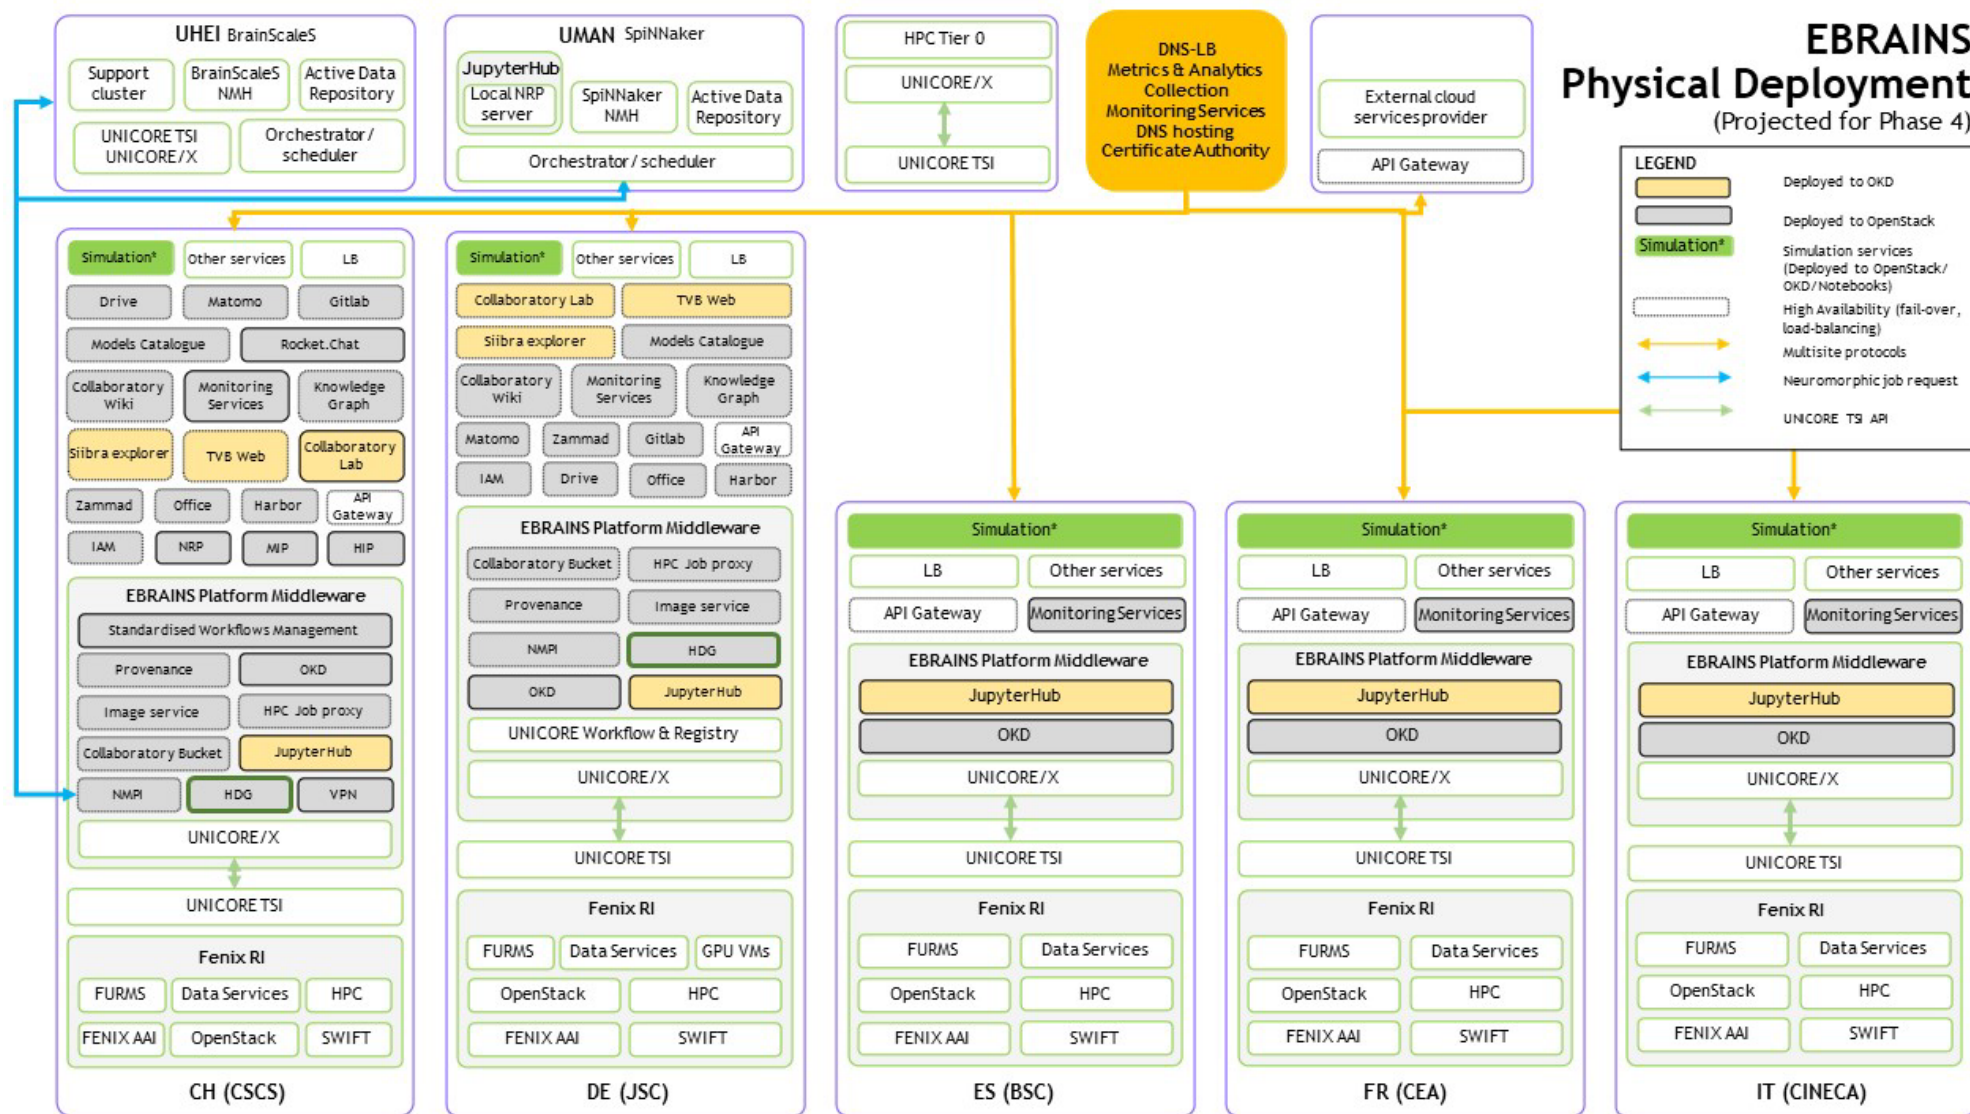 EBRAINS
Physical Deployment
(Projected for Phase 4)
UHEI BrainScaleS
Support
cluster
BrainScaleS
NMH
Active Data
Repository
UNICORE TSI
UNICORE/X
Orchestrator/
scheduler
UMAN SpiNNaker
JupyterHub
Local NRP
server
SpiNNaker
NMH
Active Data
Repository
Orchestrator/ scheduler
HPC Tier 0
UNICORE/X
UNICORE TSI
DNS-LB
Metrics & Analytics
Collection
Monitoring Services
DNS hosting
Certificate Authority
External cloud
services provider
API Gateway
LEGEND
Deployed to OKD
Deployed to OpenStack
Simulation*
Simulation services
(Deployed to OpenStack/
OKD/Notebooks)
High Availability (fail-over,
load-balancing)
Multisite protocols
Neuromorphic job request
UNICORE TSI API
Simulation*
Other services
LB
Drive
Matomo
Gitlab
Models Catalogue
Rocket.Chat
Collaboratory
Wiki
Monitoring
Services
Knowledge
Graph
Siibra explorer
TVB Web
Collaboratory
Lab
Zammad
Office
Harbor
API
Gateway
IAM
NRP
MIP
HIP
EBRAINS Platform Middleware
Standardised Workflows Management
Provenance
OKD
Image service
HPC Job proxy
Collaboratory Bucket
JupyterHub
NMPI
HDG
VPN
UNICORE/X
UNICORE TSI
Fenix RI
FURMS
Data Services
HPC
FENIX AAI
OpenStack
SWIFT
CH (CSCS)
Simulation*
Other services
LB
Collaboratory Lab
TVB Web
Siibra explorer
Models Catalogue
Collaboratory
Wiki
Monitoring
Services
Knowledge
Graph
Matomo
Zammad
Gitlab
API
Gateway
IAM
Drive
Office
Harbor
EBRAINS Platform Middleware
Collaboratory Bucket
HPC Job proxy
Provenance
Image service
NMPI
HDG
OKD
JupyterHub
UNICORE Workflow & Registry
UNICORE/X
UNICORE TSI
Fenix RI
FURMS
Data Services
GPU VMs
OpenStack
HPC
FENIX AAI
SWIFT
DE (JSC)
Simulation*
LB
Other services
API Gateway
Monitoring Services
EBRAINS Platform Middleware
JupyterHub
OKD
UNICORE/X
UNICORE TSI
Fenix RI
FURMS
Data Services
OpenStack
HPC
FENIX AAI
SWIFT
ES (BSC)
Simulation*
LB
Other services
API Gateway
Monitoring Services
EBRAINS Platform Middleware
JupyterHub
OKD
UNICORE/X
UNICORE TSI
Fenix RI
FURMS
Data Services
OpenStack
HPC
FENIX AAI
SWIFT
FR (CEA)
Simulation*
LB
Other services
API Gateway
Monitoring Services
EBRAINS Platform Middleware
JupyterHub
OKD
UNICORE/X
UNICORE TSI
Fenix RI
FURMS
Data Services
OpenStack
HPC
FENIX AAI
SWIFT
IT (CINECA)